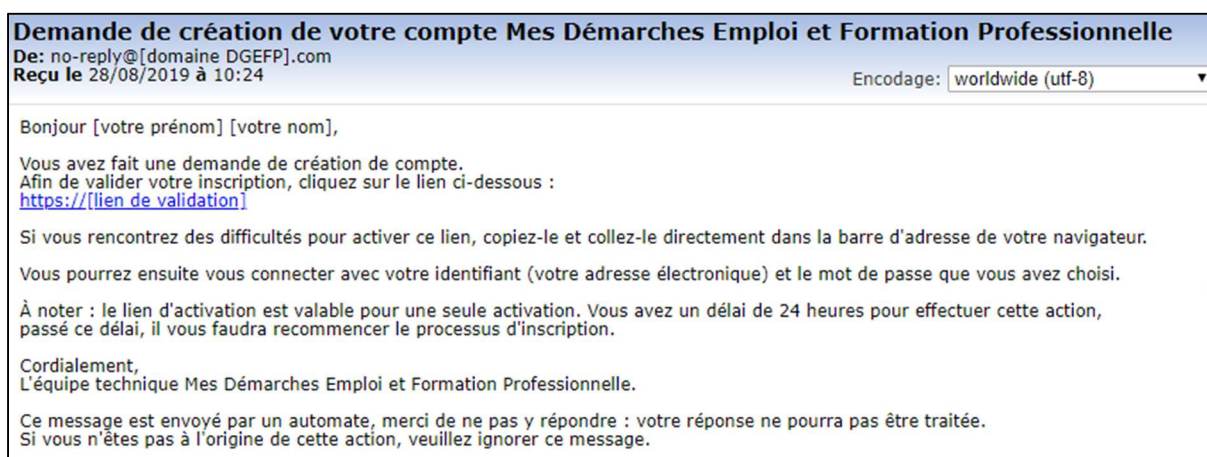 Demande de création de votre compte Mes Démarches Emploi et Formation Professionnelle
De: no-reply@[domaine DGEFP].com
Reçu le 28/08/2019 à 10:24
Encodage: worldwide (utf-8)
Bonjour [votre prénom] [votre nom],
Vous avez fait une demande de création de compte.
Afin de valider votre inscription, cliquez sur le lien ci-dessous :
https://[lien de validation]
Si vous rencontrez des difficultés pour activer ce lien, copiez-le et collez-le directement dans la barre d'adresse de votre navigateur.
Vous pourrez ensuite vous connecter avec votre identifiant (votre adresse électronique) et le mot de passe que vous avez choisi.
À noter : le lien d'activation est valable pour une seule activation. Vous avez un délai de 24 heures pour effectuer cette action,
passé ce délai, il vous faudra recommencer le processus d'inscription.
Cordialement,
L'équipe technique Mes Démarches Emploi et Formation Professionnelle.
Ce message est envoyé par un automate, merci de ne pas y répondre : votre réponse ne pourra pas être traitée.
Si vous n'êtes pas à l'origine de cette action, veuillez ignorer ce message.